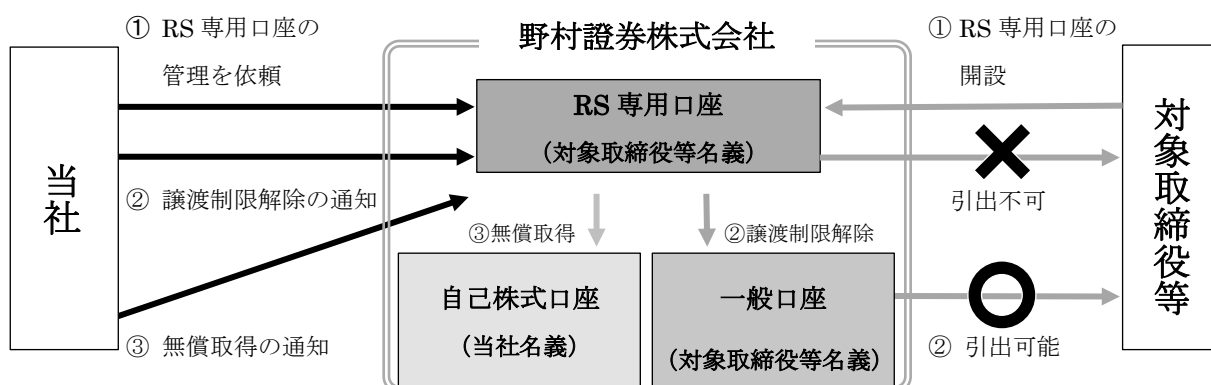 ① RS 専用口座の
管理を依頼
当社
② 譲渡制限解除の通知
③ 無償取得の通知
野村證券株式会社
RS 専用口座
(対象取締役等名義)
③無償取得
②譲渡制限解除
自己株式口座
(当社名義)
一般口座
(対象取締役等名義)
① RS 専用口座の
開設
引出不可
② 引出可能
対象取締役等